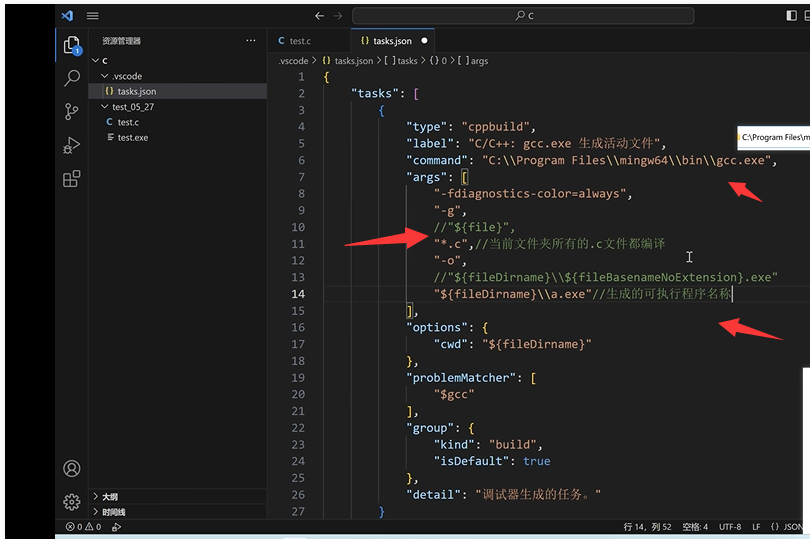 C
资源管理器
test.c
{} tasks.json
.vscode > {} tasks.json > [ ] tasks > {} 0 > [ ] args
C
.vscode
{} tasks.json
test_05_27
C test.c
test.exe
1 {
2 "tasks": [
3 {
4 "type": "cppbuild",
5 "label": "C/C++: gcc.exe 生成活动文件",
6 "command": "C:\\Program Files\\mingw64\\bin\\gcc.exe",
7 "args": [
8 "-fdiagnostics-color=always",
9 "-g",
10 //"${file}",
11 "*.c",//当前文件夹所有的.c文件都编译
12 "-o",
13 //"${fileDirname}\\${fileBasenameNoExtension}.exe"
14 "${fileDirname}\\a.exe"//生成的可执行程序名称
15 ],
16 "options": {
17 "cwd": "${fileDirname}"
18 },
19 "problemMatcher": [
20 "$gcc"
21 ],
22 "group": {
23 "kind": "build",
24 "isDefault": true
25 },
26 "detail": "调试器生成的任务。"
27 }
C:\Program Files\m
大纲
时间线
0 0
行 14，列 52 空格: 4 UTF-8 LF {} JSON